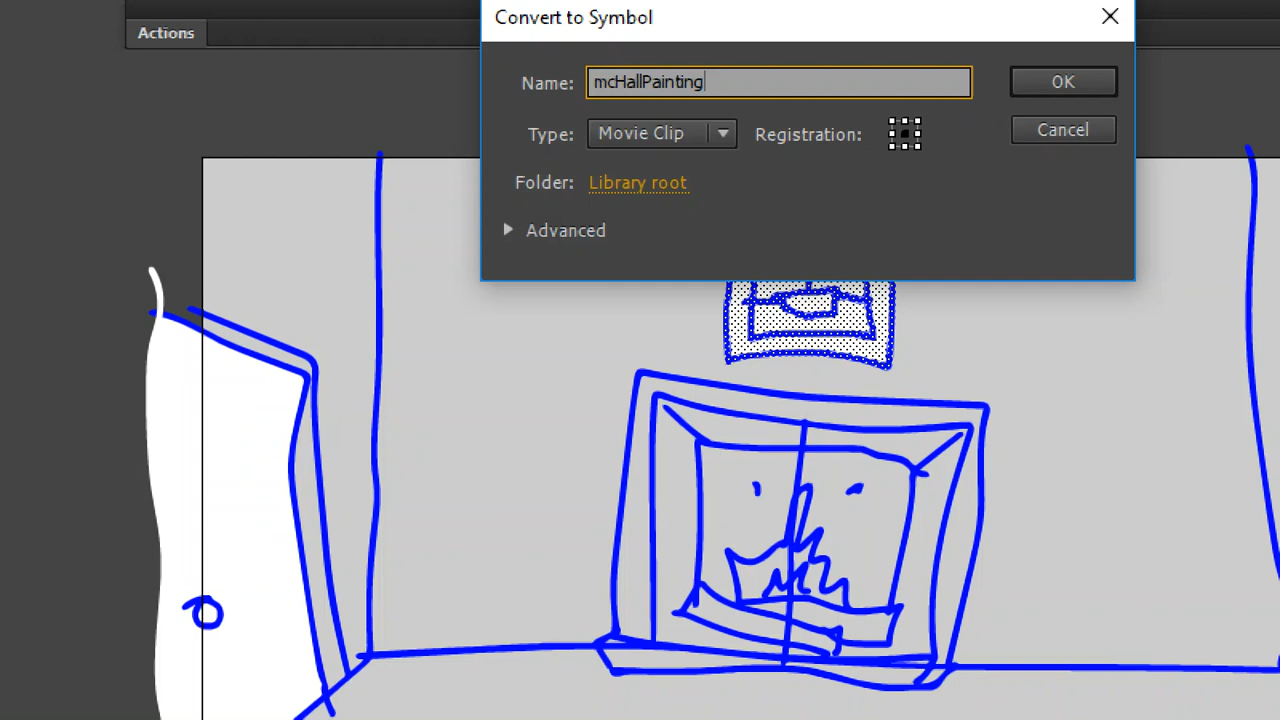 Convert to Symbol
Actions
Name: mcHallPainting OK
Type: Movie Clip Registration: Cancel
Folder: Library root
Advanced